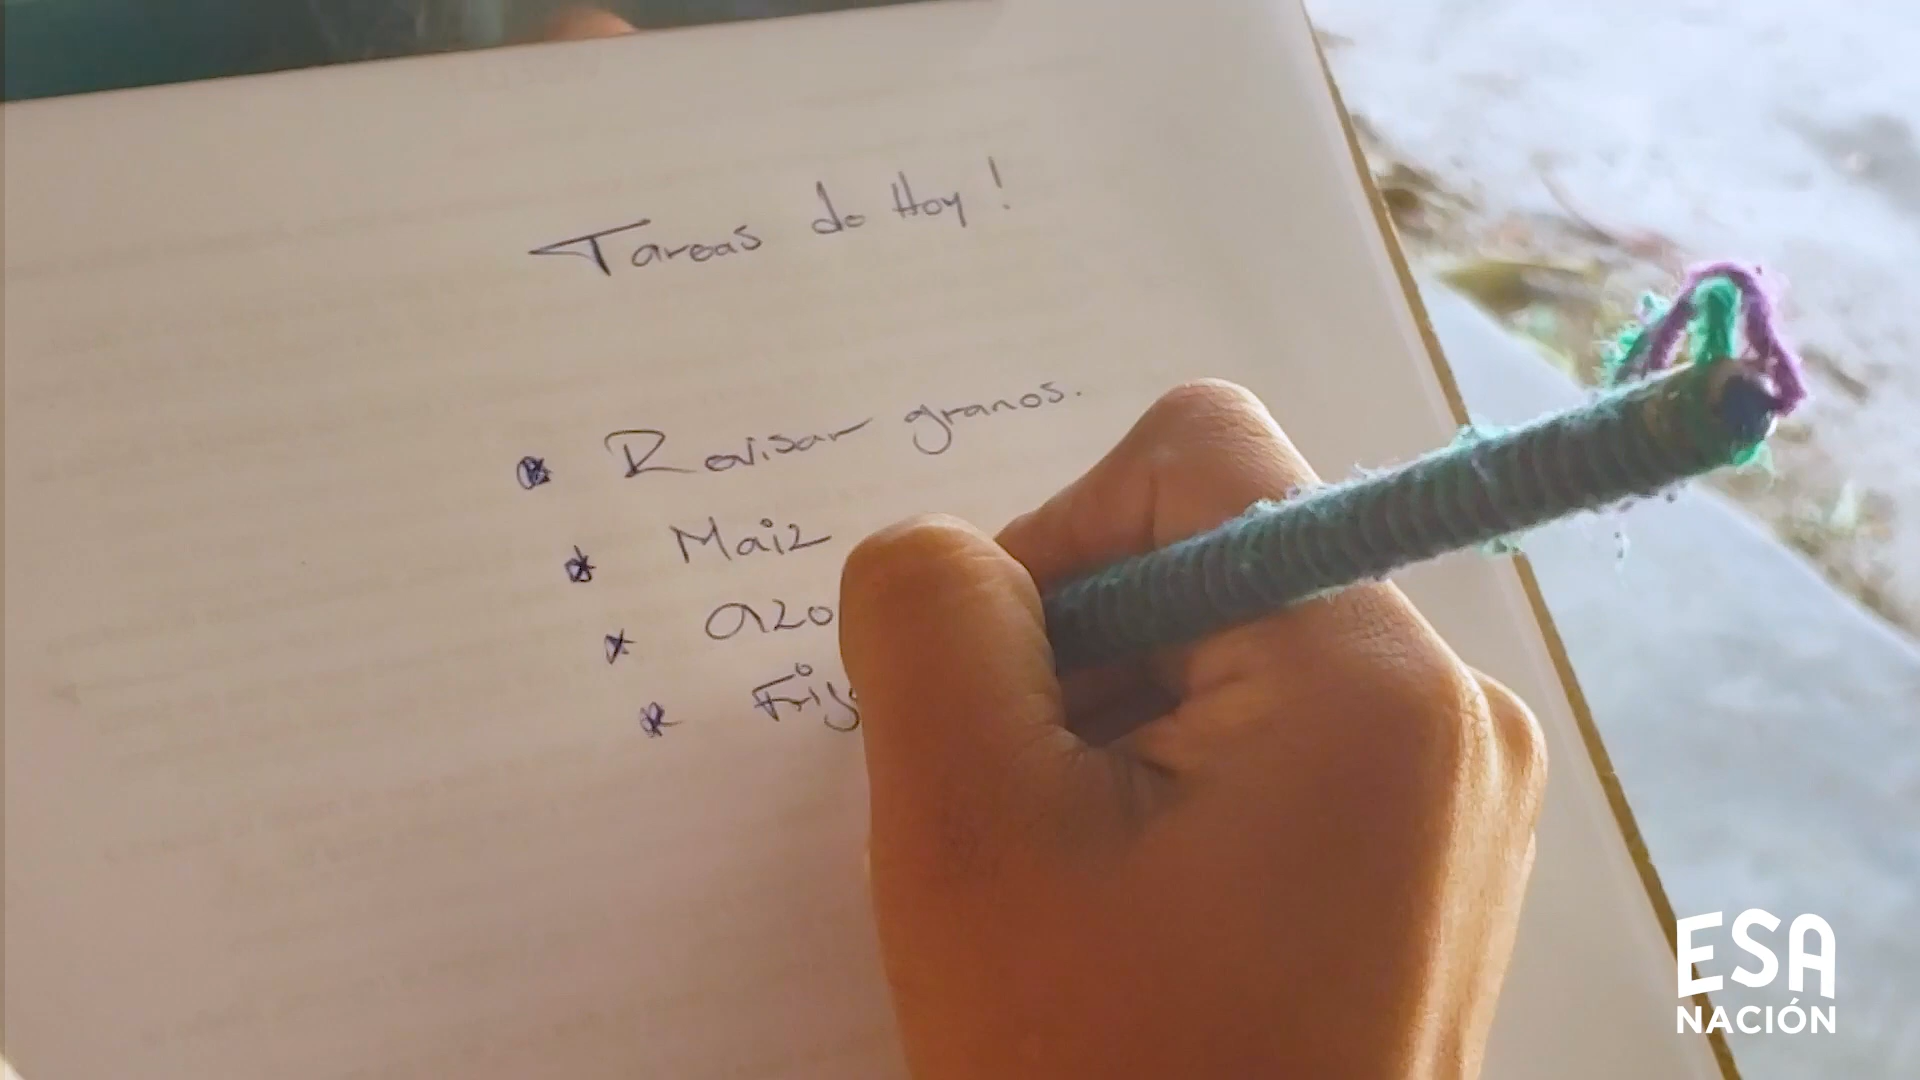 Tareas de Hoy!
Revisar granos.
Maiz
ESA
NACIÓN